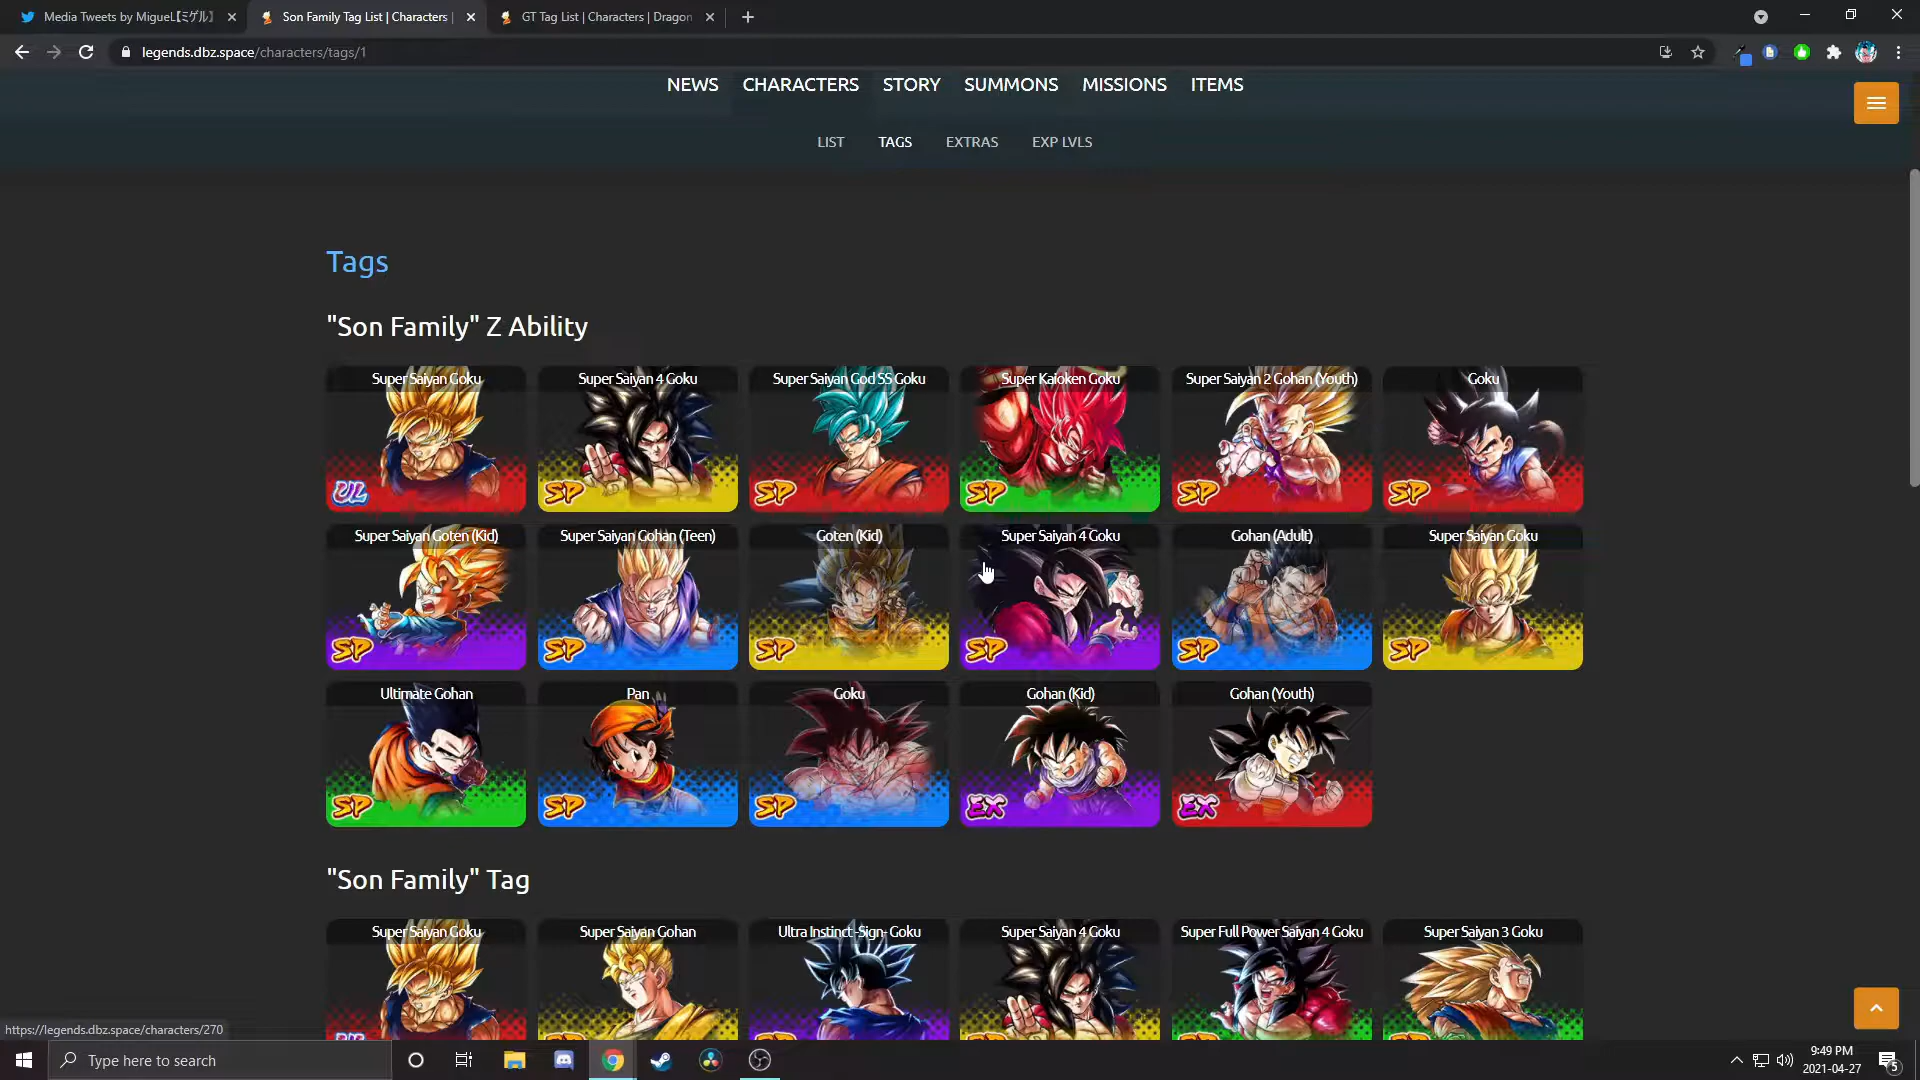 Media Tweets by MigueL【ミゲル】
Son Family Tag List | Characters |
GT Tag List | Characters | Dragon
legends.dbz.space/characters/tags/1
NEWS CHARACTERS STORY SUMMONS MISSIONS ITEMS
LIST TAGS EXTRAS EXP LVLS
Tags
"Son Family" Z Ability
Super Saiyan Goku
UL
Super Saiyan 4 Goku
SP
Super Saiyan God SS Goku
SP
Super Kaioken Goku
SP
Super Saiyan 2 Gohan (Youth)
SP
Goku
SP
Super Saiyan Goten (Kid)
SP
Super Saiyan Gohan (Teen)
SP
Goten (Kid)
SP
Super Saiyan 4 Goku
SP
Gohan (Adult)
SP
Super Saiyan Goku
SP
Ultimate Gohan
SP
Pan
SP
Goku
SP
Gohan (Kid)
EX
Gohan (Youth)
EX
"Son Family" Tag
Super Saiyan Goku
Super Saiyan Gohan
Ultra Instinct -Sign- Goku
Super Saiyan 4 Goku
Super Full Power Saiyan 4 Goku
Super Saiyan 3 Goku
https://legends.dbz.space/characters/270
Type here to search
9:49 PM
2021-04-27
5